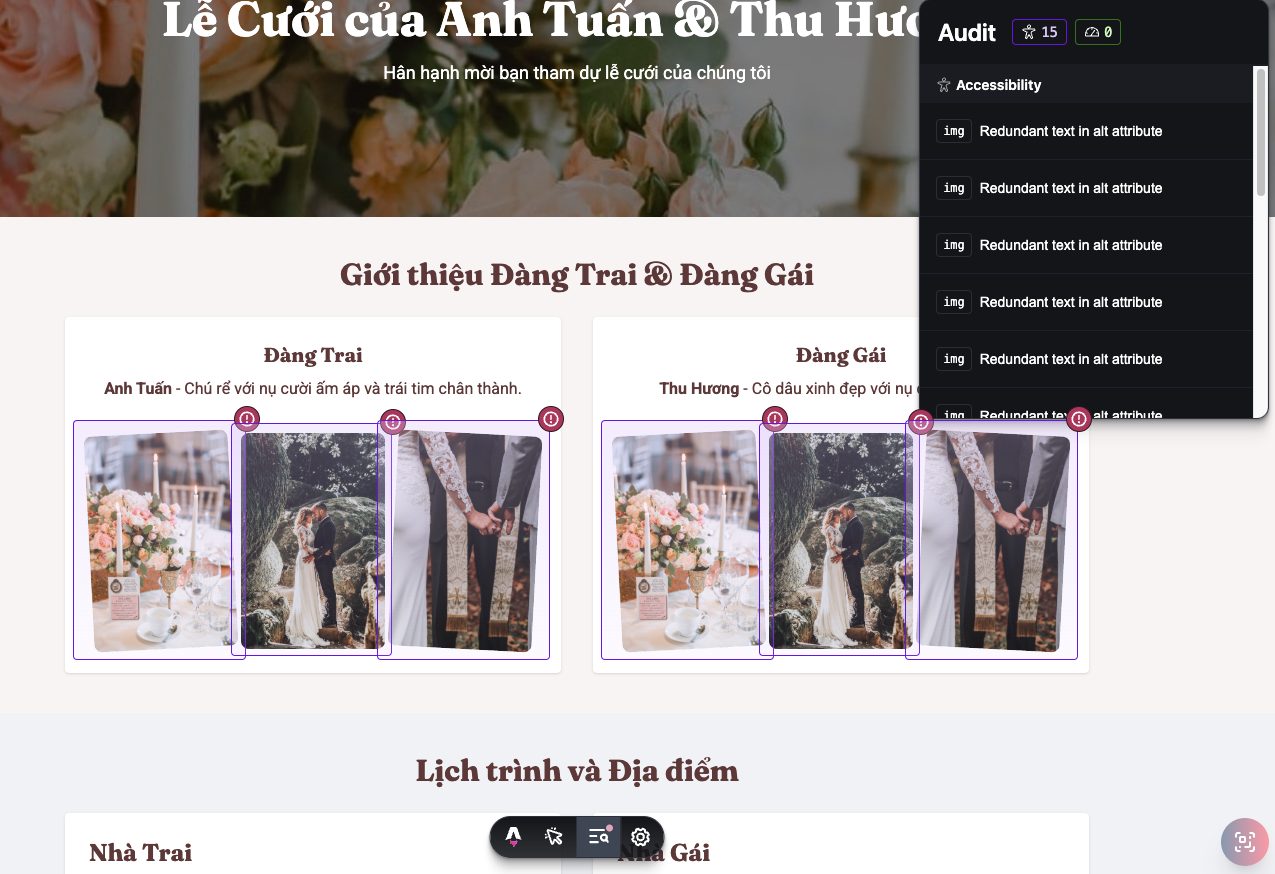 Lễ Cưới của Anh Tuấn & Thu Hươ
Hân hạnh mời bạn tham dự lễ cưới của chúng tôi
Audit 15 0
Accessibility
img Redundant text in alt attribute
img Redundant text in alt attribute
img Redundant text in alt attribute
img Redundant text in alt attribute
img Redundant text in alt attribute
img Redundant text in alt attribute
Giới thiệu Đàng Trai & Đàng Gái
Đàng Trai
Anh Tuấn - Chú rể với nụ cười ấm áp và trái tim chân thành.
Đàng Gái
Thu Hương - Cô dâu xinh đẹp với nụ
Lịch trình và Địa điểm
Nhà Trai
Nhà Gái